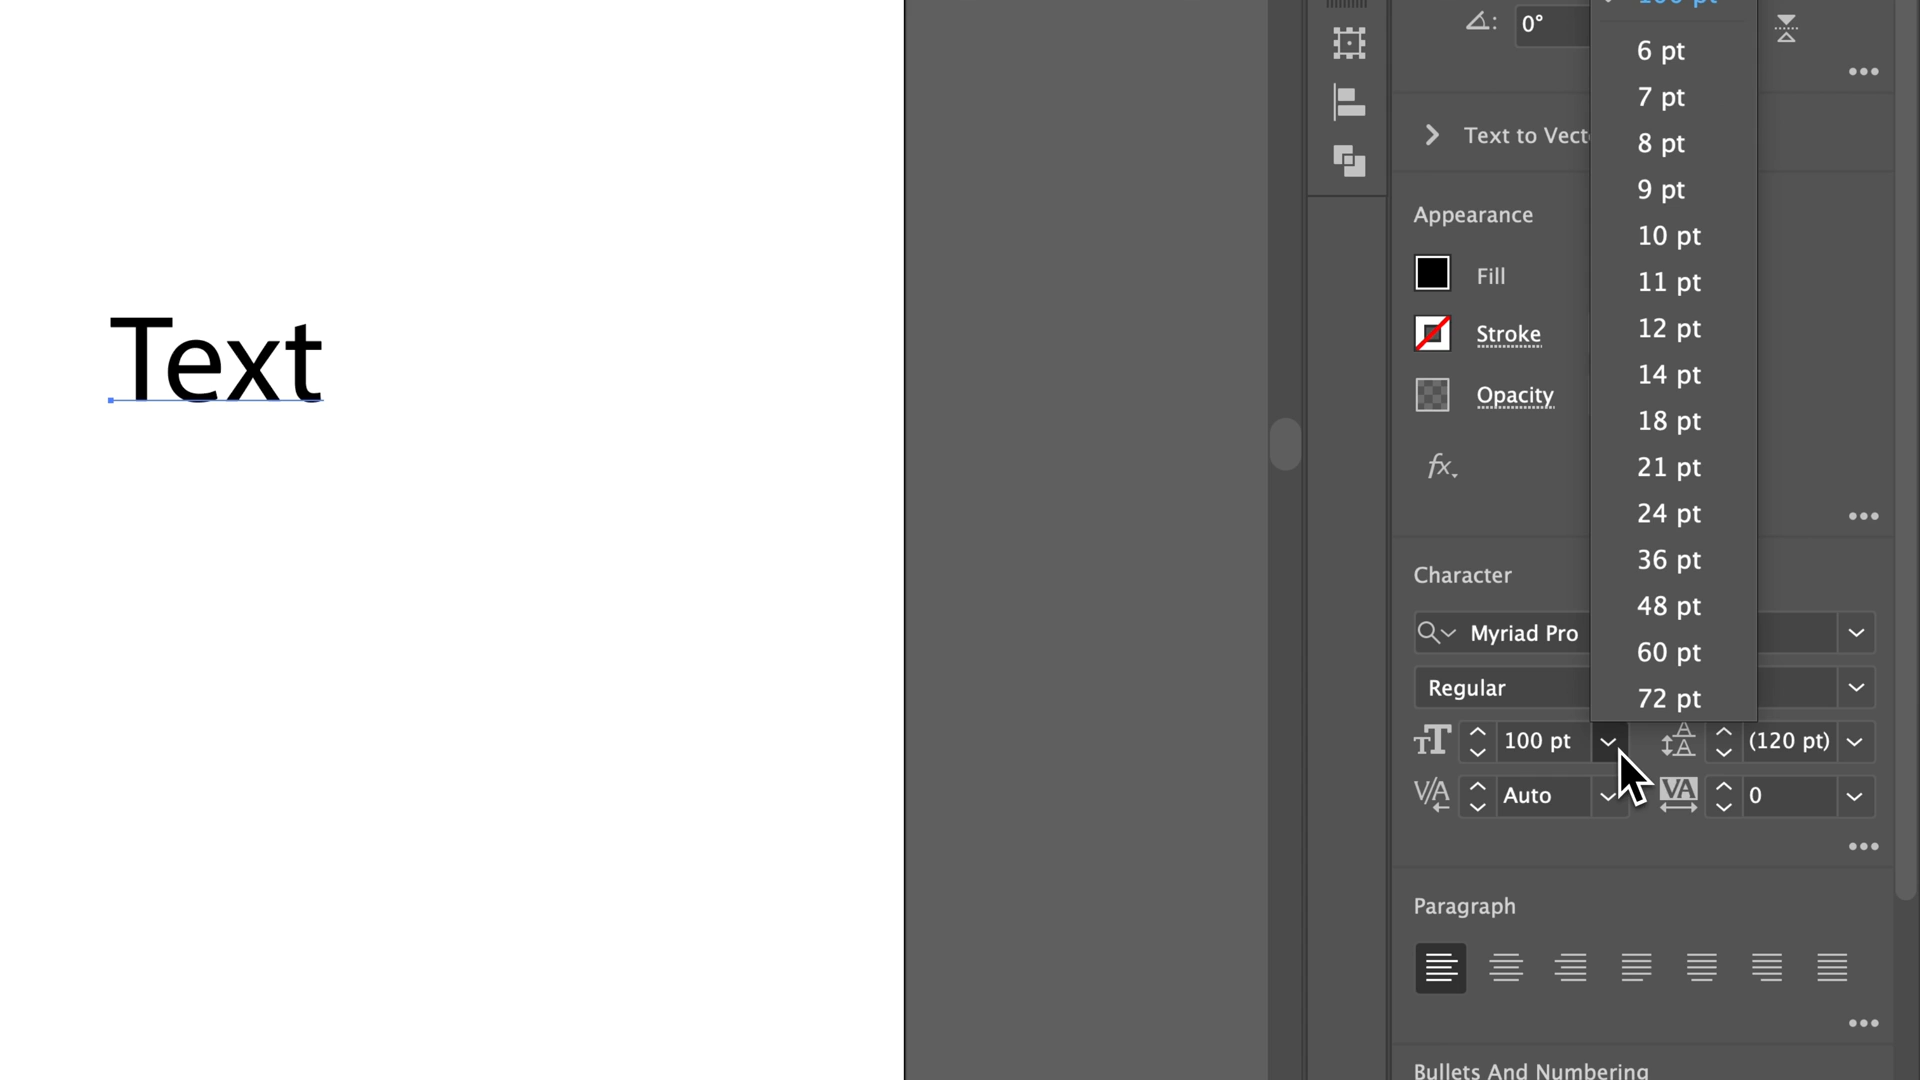 100 pt
0°
6 pt
7 pt
8 pt
9 pt
10 pt
11 pt
12 pt
14 pt
18 pt
21 pt
24 pt
36 pt
48 pt
60 pt
72 pt
Text to Vect
Appearance
Fill
Stroke
Opacity
fx
Text
Character
Myriad Pro
Regular
100 pt (120 pt)
Auto 0
Paragraph
Bullets And Numbering